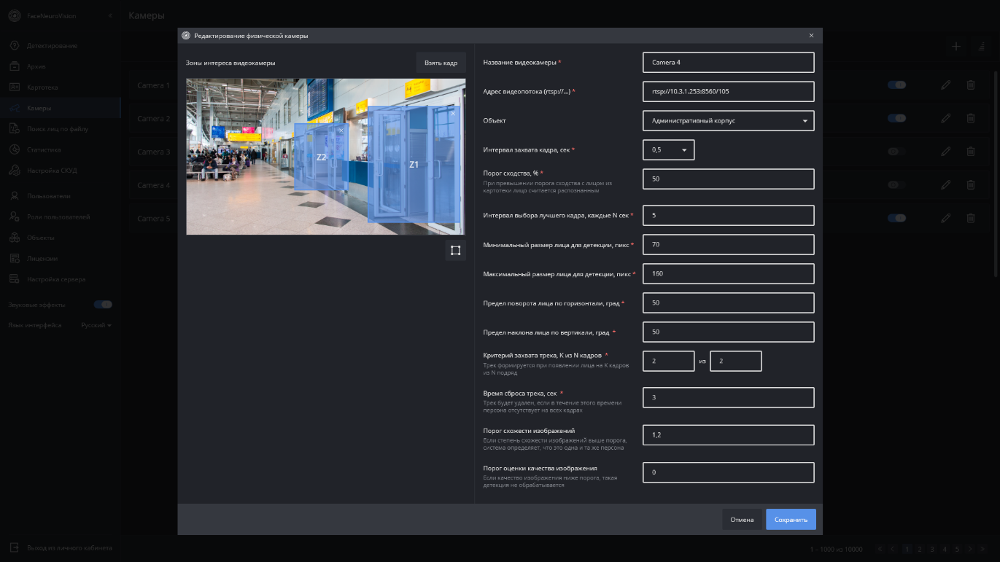 FaceNeuroVision
Камеры
Детектирование
Архив
Картотека
Камеры
Поиск лиц по файлу
Статистика
Настройка СКУД
Пользователи
Роли пользователей
Объекты
Лицензии
Настройка сервера
Звуковые эффекты
Язык интерфейса
Русский
Выход из личного кабинета
Camera 1
Camera 2
Camera 3
Camera 4
Camera 5
Редактирование физической камеры
Зоны интереса видеокамеры
Взять кадр
Z2
Z1
Название видеокамеры *
Camera 4
Адрес видеопотока (rtsp://...) *
rtsp://10.3.1.253:8560/105
Объект
Административный корпус
Интервал захвата кадра, сек *
0,5
Порог сходства, % *
При превышении порога сходства с лицом из
картотеки лицо считается распознанным
50
Интервал выбора лучшего кадра, каждые N сек *
5
Минимальный размер лица для детекции, пикс *
70
Максимальный размер лица для детекции, пикс *
160
Предел поворота лица по горизонтали, град *
50
Предел наклона лица по вертикали, град *
50
Критерий захвата трека, K из N кадров *
Трек формируется при появлении лица на K кадров
из N подряд
2 из 2
Время сброса трека, сек *
Трек будет удален, если в течение этого времени
персона отсутствует на всех кадрах
3
Порог схожести изображений
Если степень схожести изображений выше порога,
система определяет, что это одна и та же персона
1,2
Порог оценки качества изображения
Если качество изображения ниже порога, такая
детекция не обрабатывается
0
Отмена
Сохранить
1 – 1000 из 10000
1 2 3 4 5